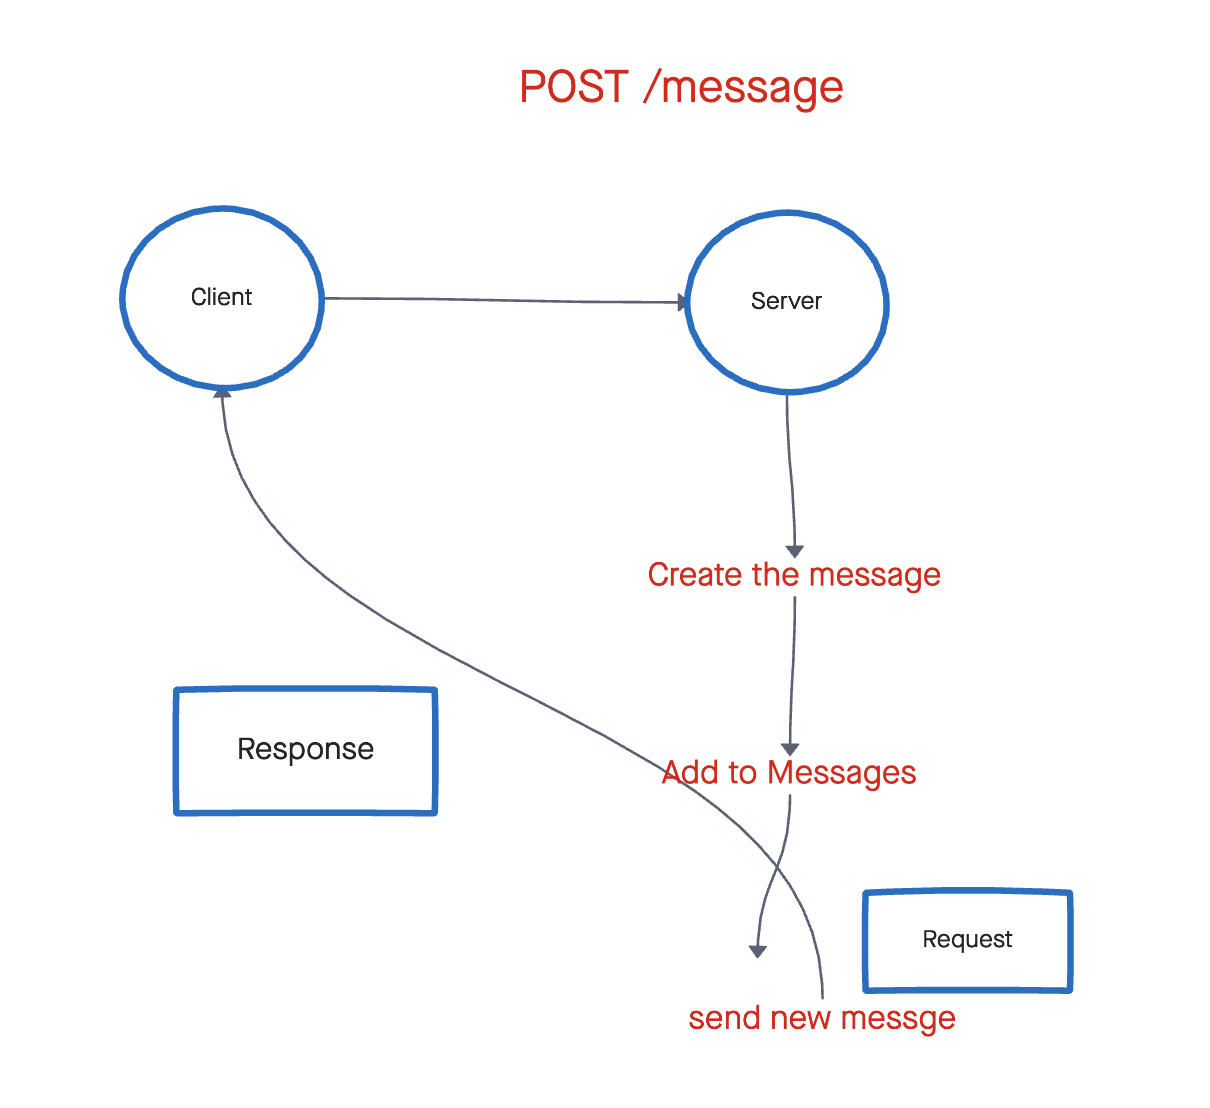 POST /message
Client
Server
Create the message
Response
Add to Messages
Request
send new messge